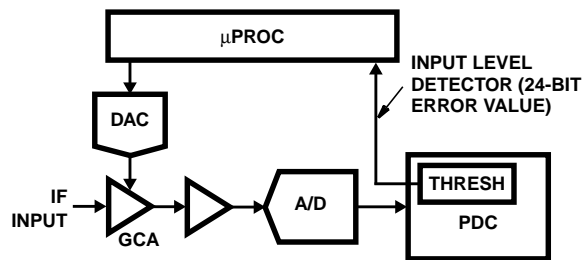 μPROC
INPUT LEVEL
DETECTOR (24-BIT
ERROR VALUE)
DAC
THRESH
IF
INPUT
A/D
PDC
GCA